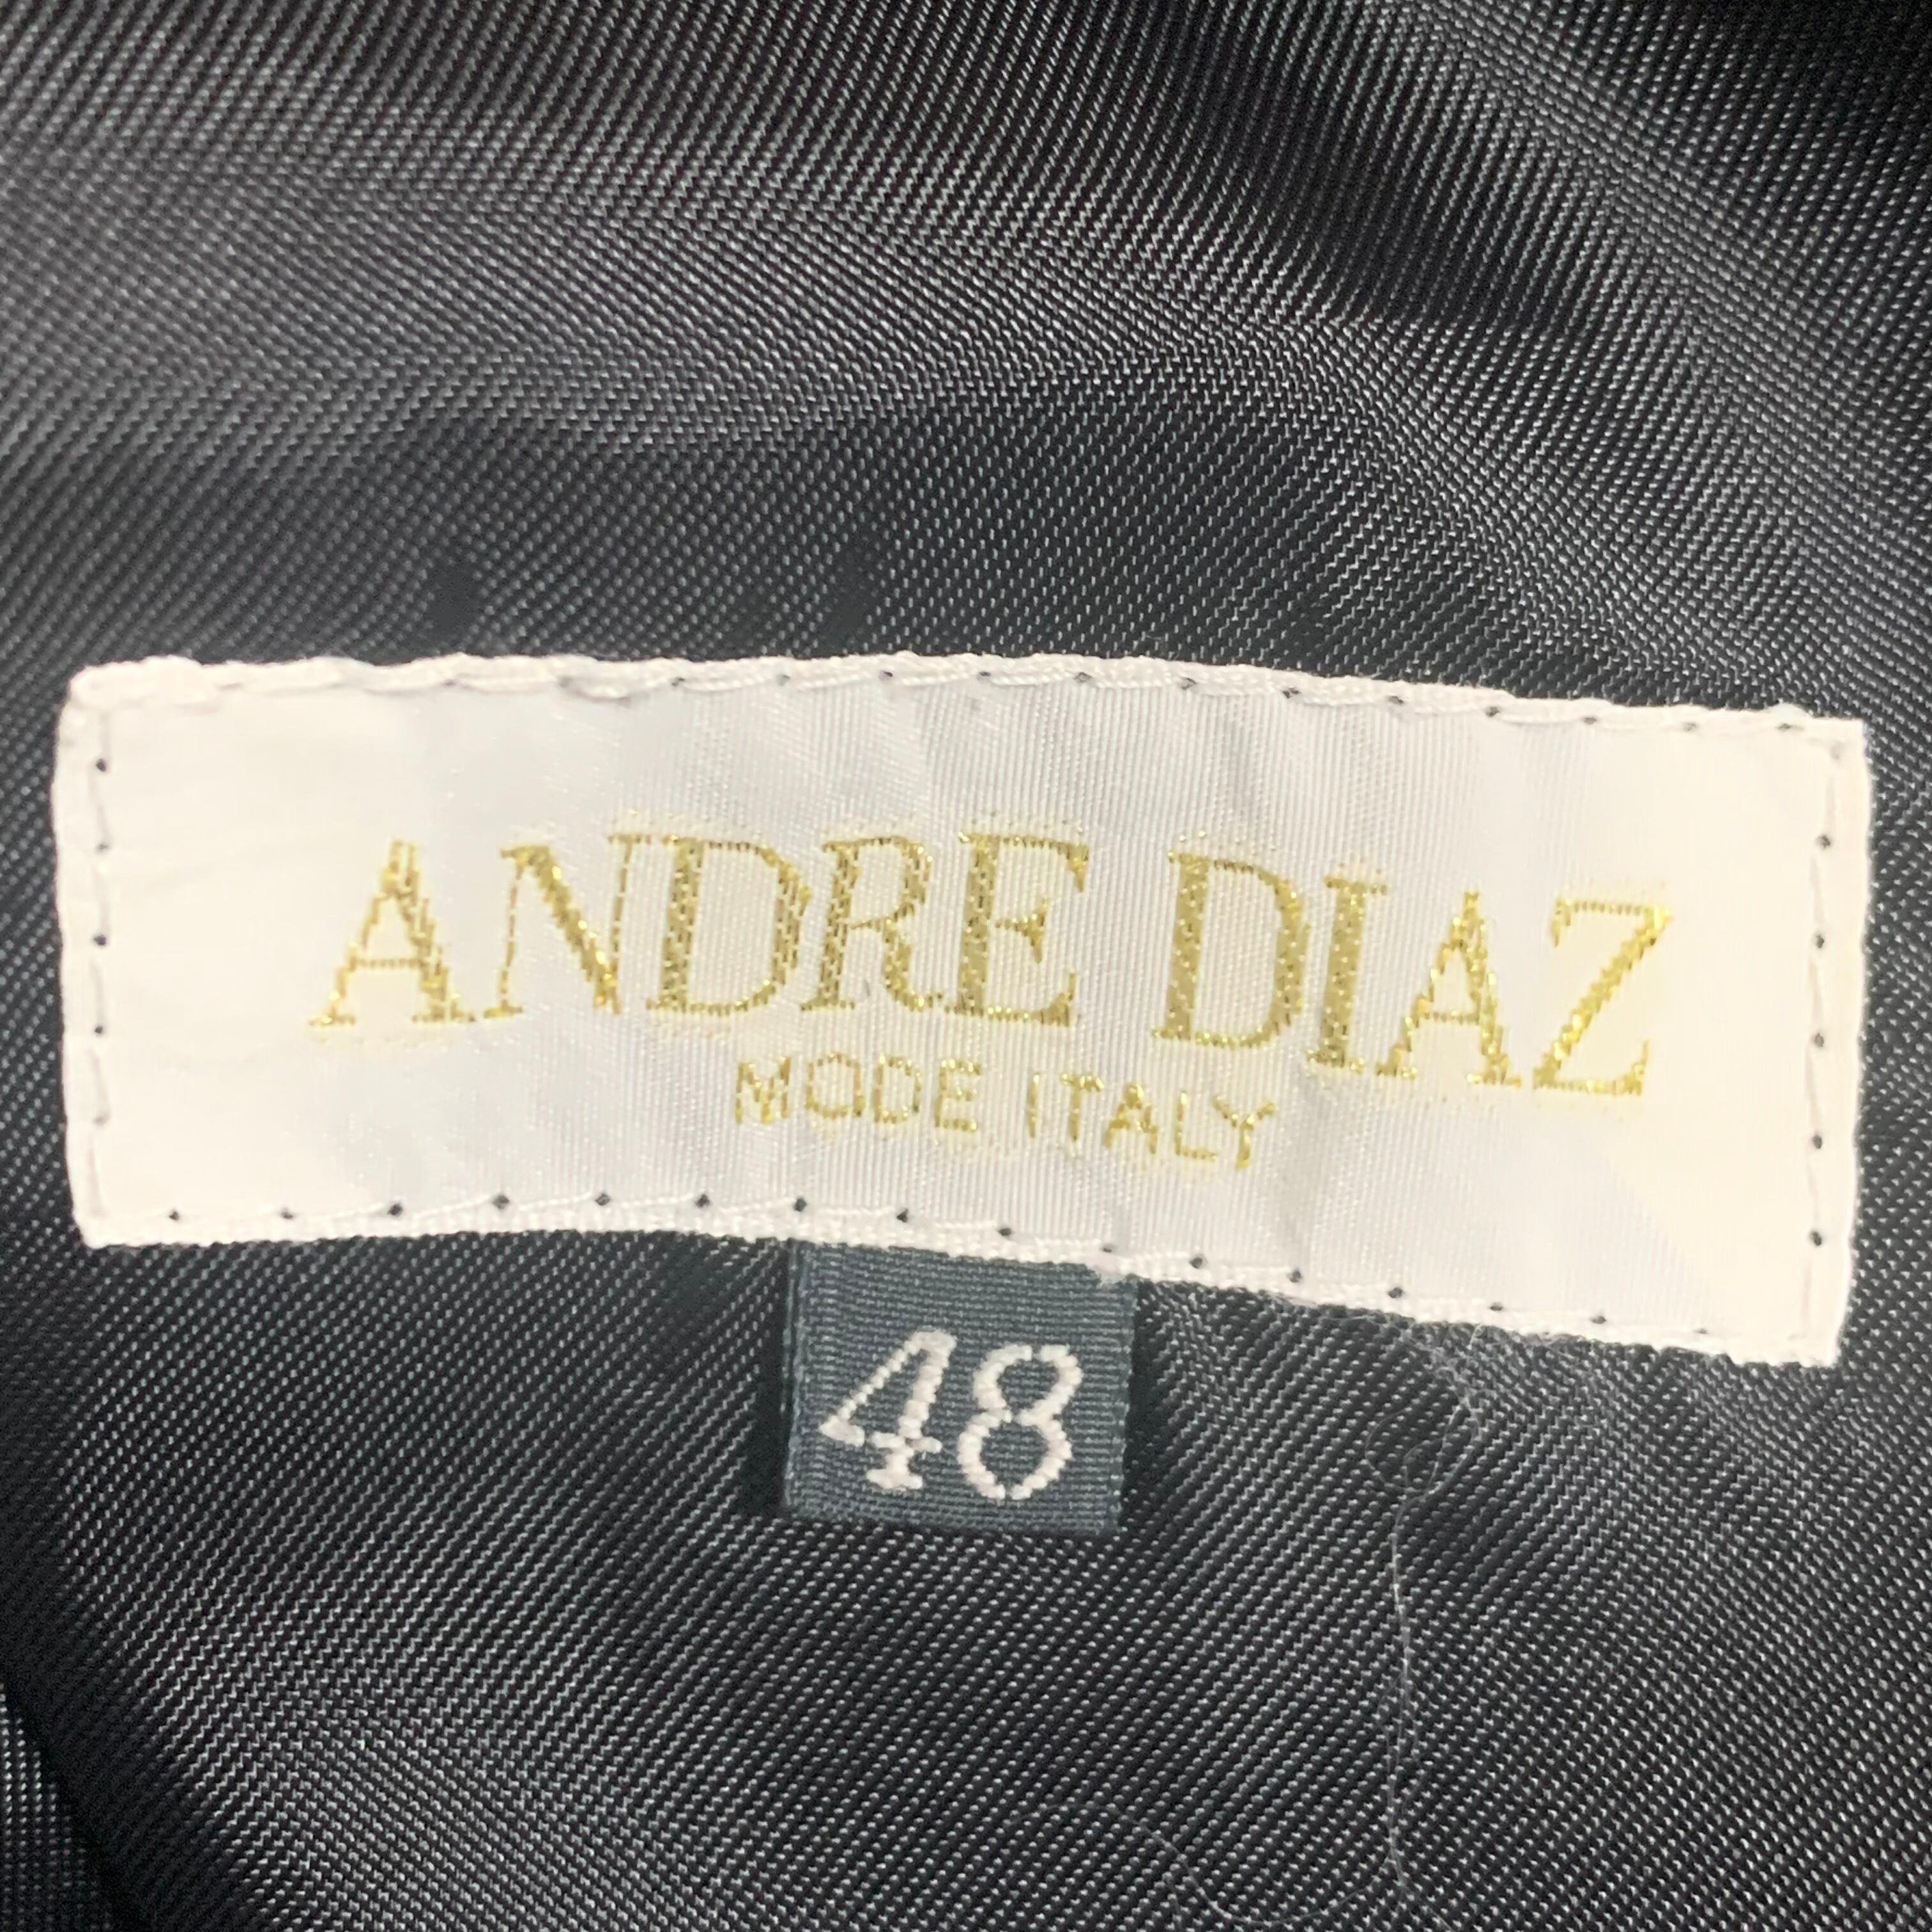 ANDRE DIAZ
MODE ITALY
48